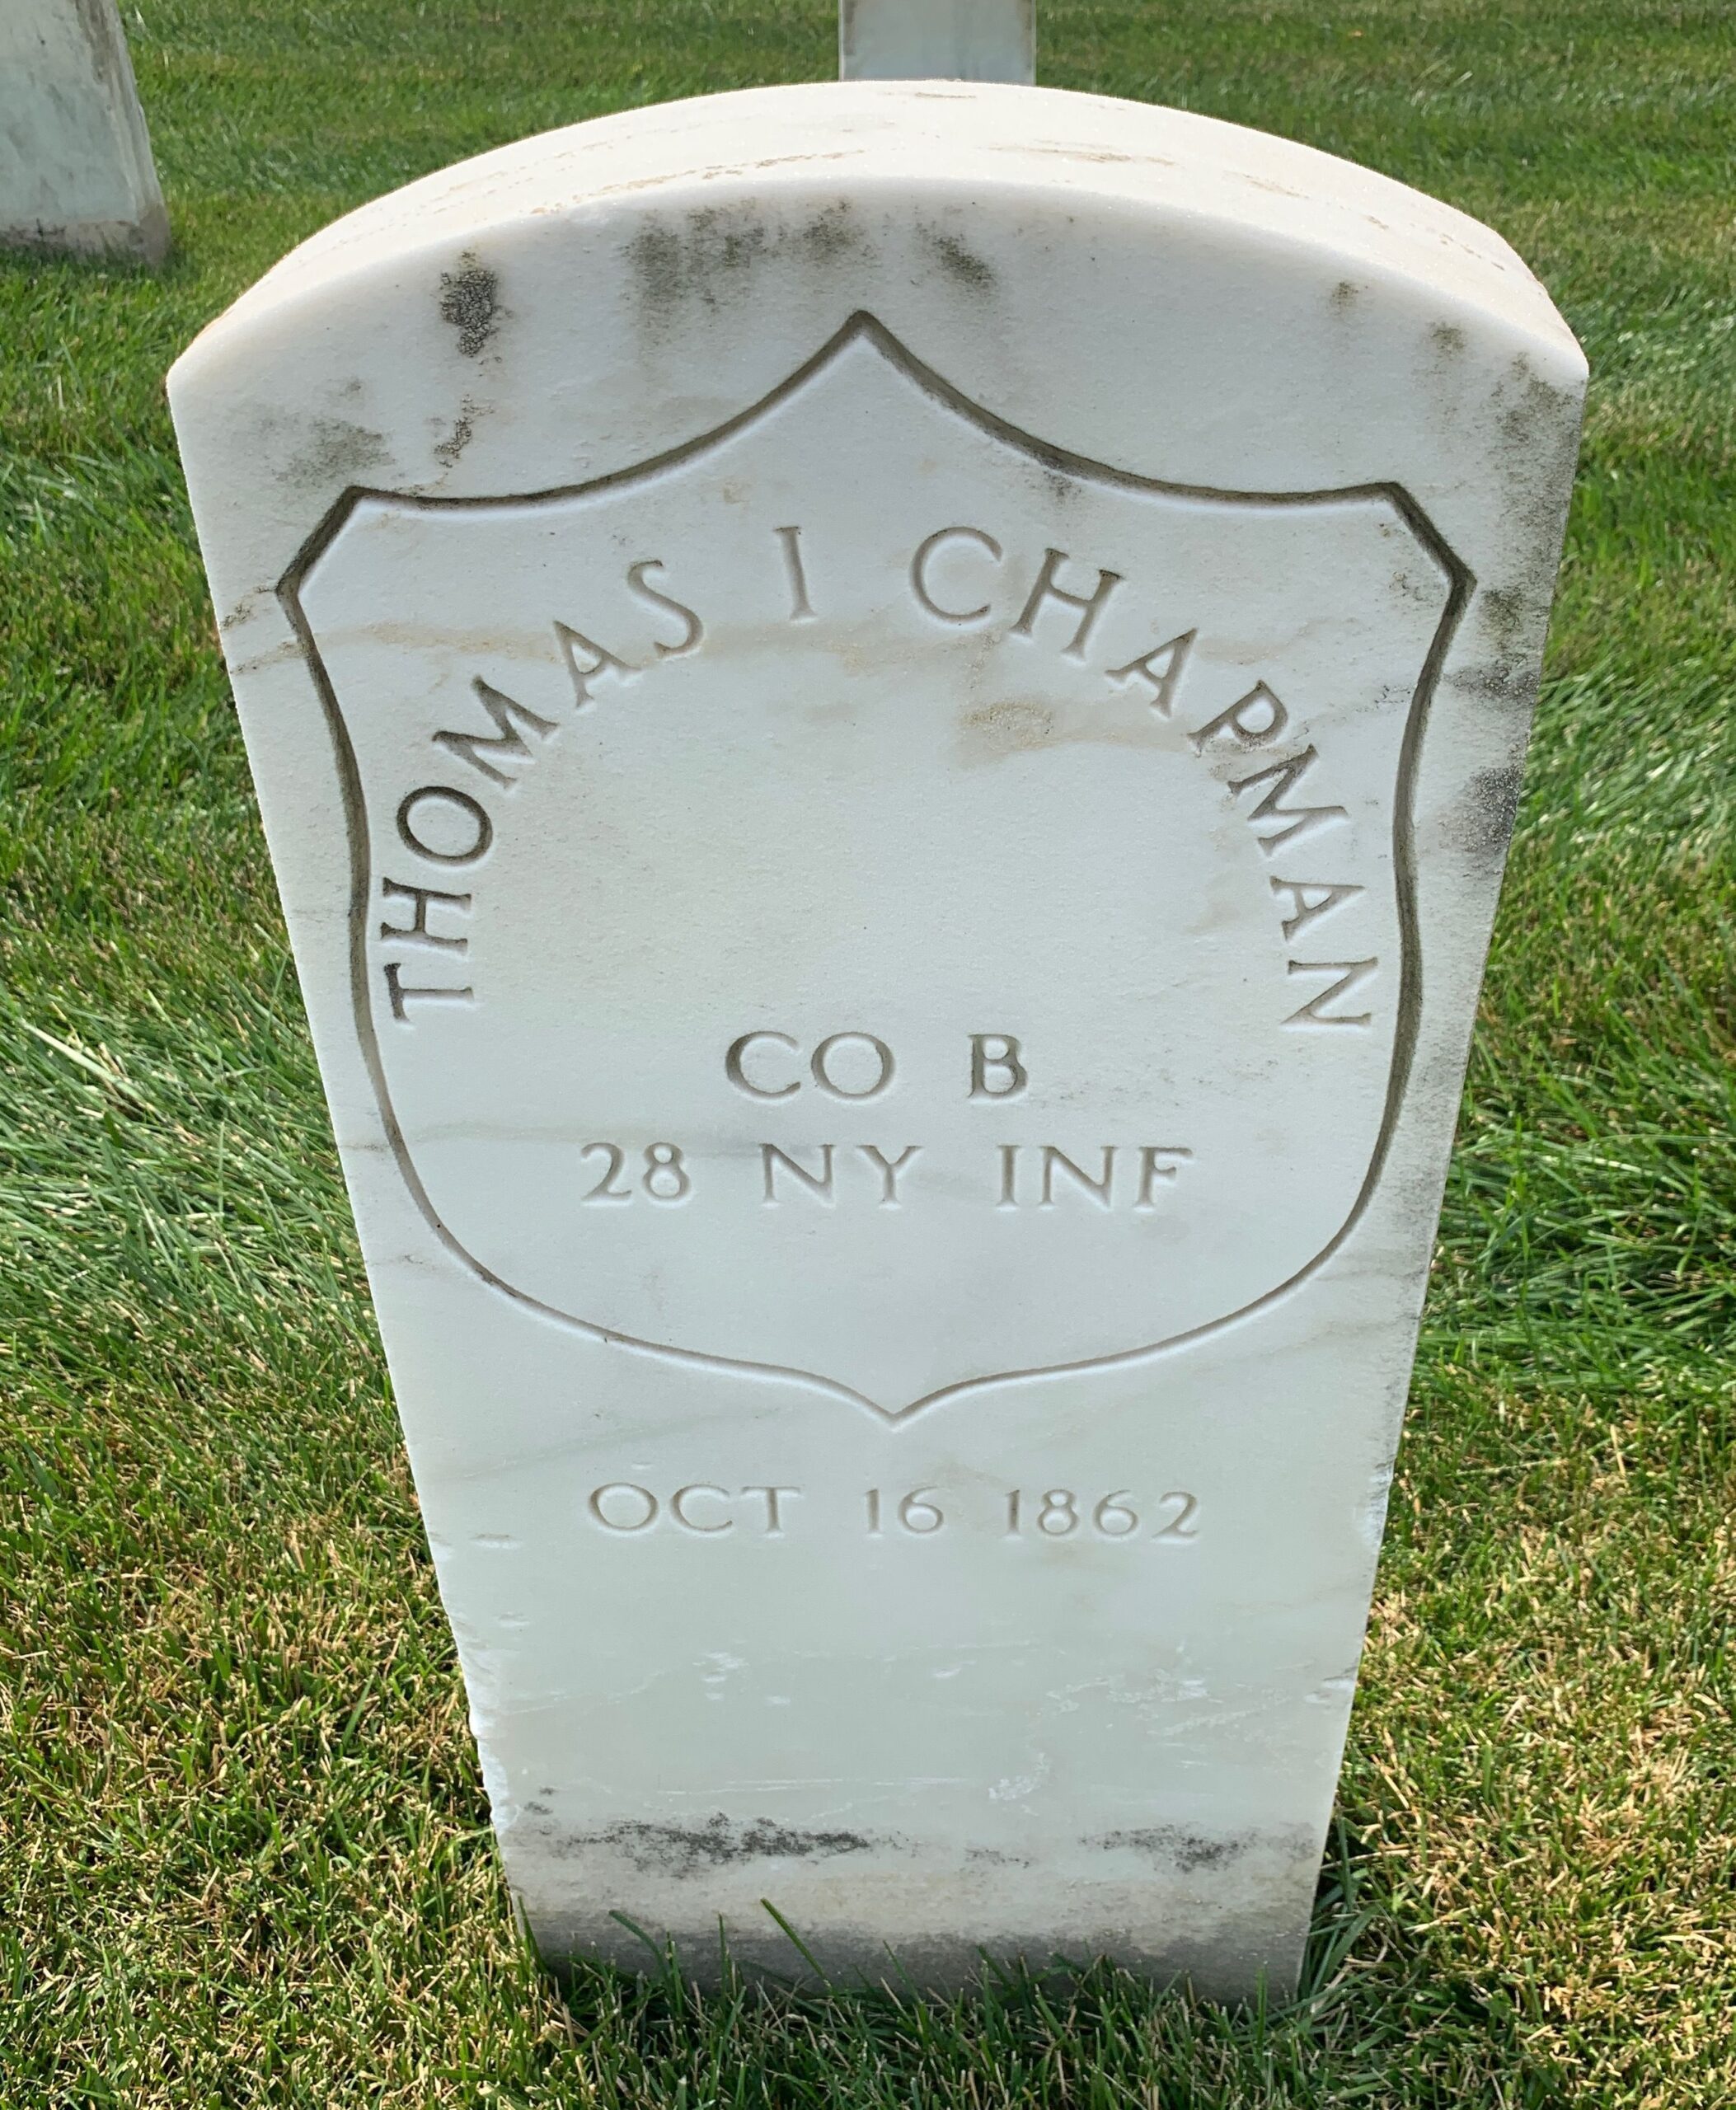 THOMAS I CHAPMAN
CO B
28 NY INF
OCT 16 1862